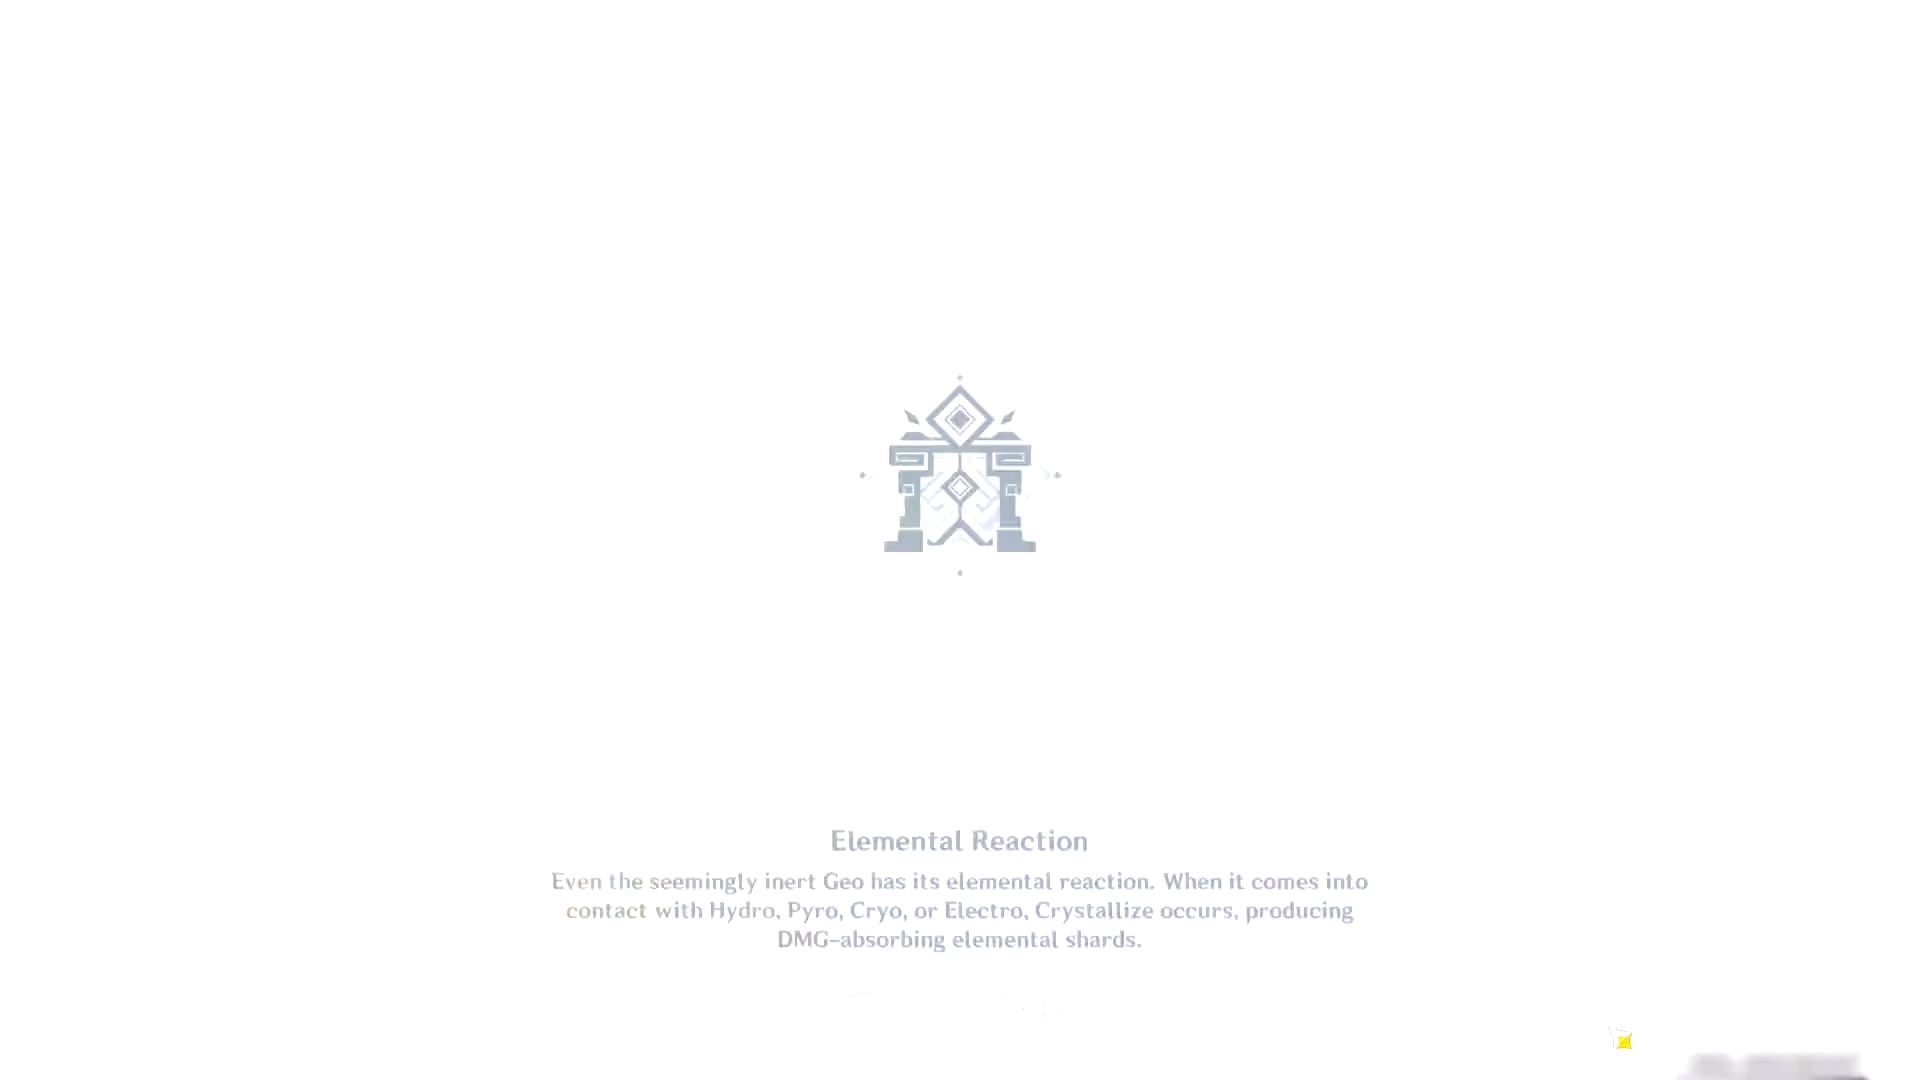 Elemental Reaction
Even the seemingly inert Geo has its elemental reaction. When it comes into
contact with Hydro, Pyro, Cryo, or Electro, Crystallize occurs, producing
DMG-absorbing elemental shards.